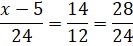 x − 5 / 24 = 14 / 12 = 28 / 24